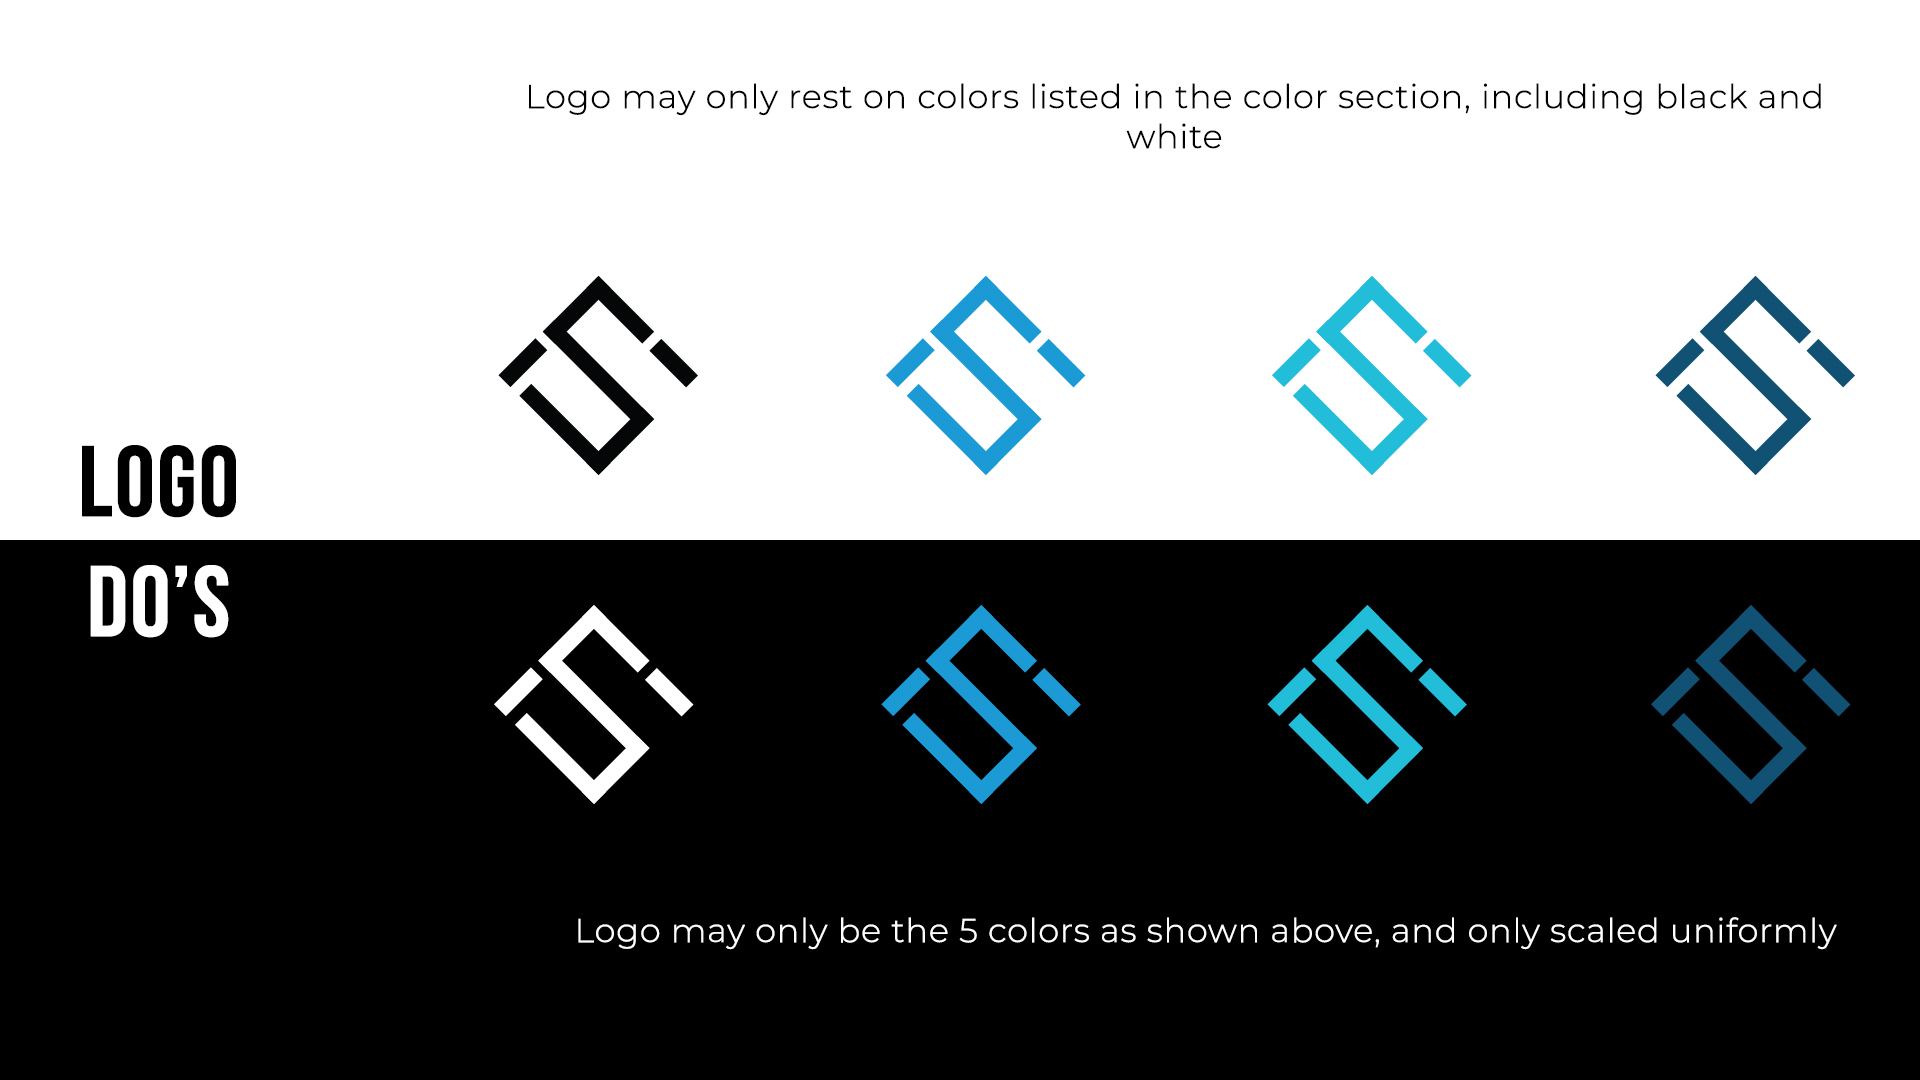 Logo may only rest on colors listed in the color section, including black and
white
LOGO
DO’S
Logo may only be the 5 colors as shown above, and only scaled uniformly